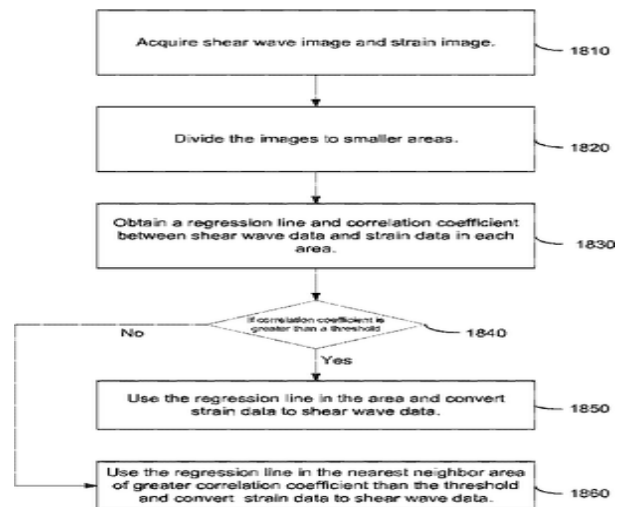 Acquire shear wave image and strain image.
1810
Divide the images to smaller areas.
1820
Obtain a regression line and correlation coefficient
between shear wave data and strain data in each
area.
1830
If correlation coefficient is
greater than a threshold
1840
No
Yes
Use the regression line in the area and convert
strain data to shear wave data.
1850
Use the regression line in the nearest neighbor area
of greater correlation coefficient than the threshold
and convert strain data to shear wave data.
1860